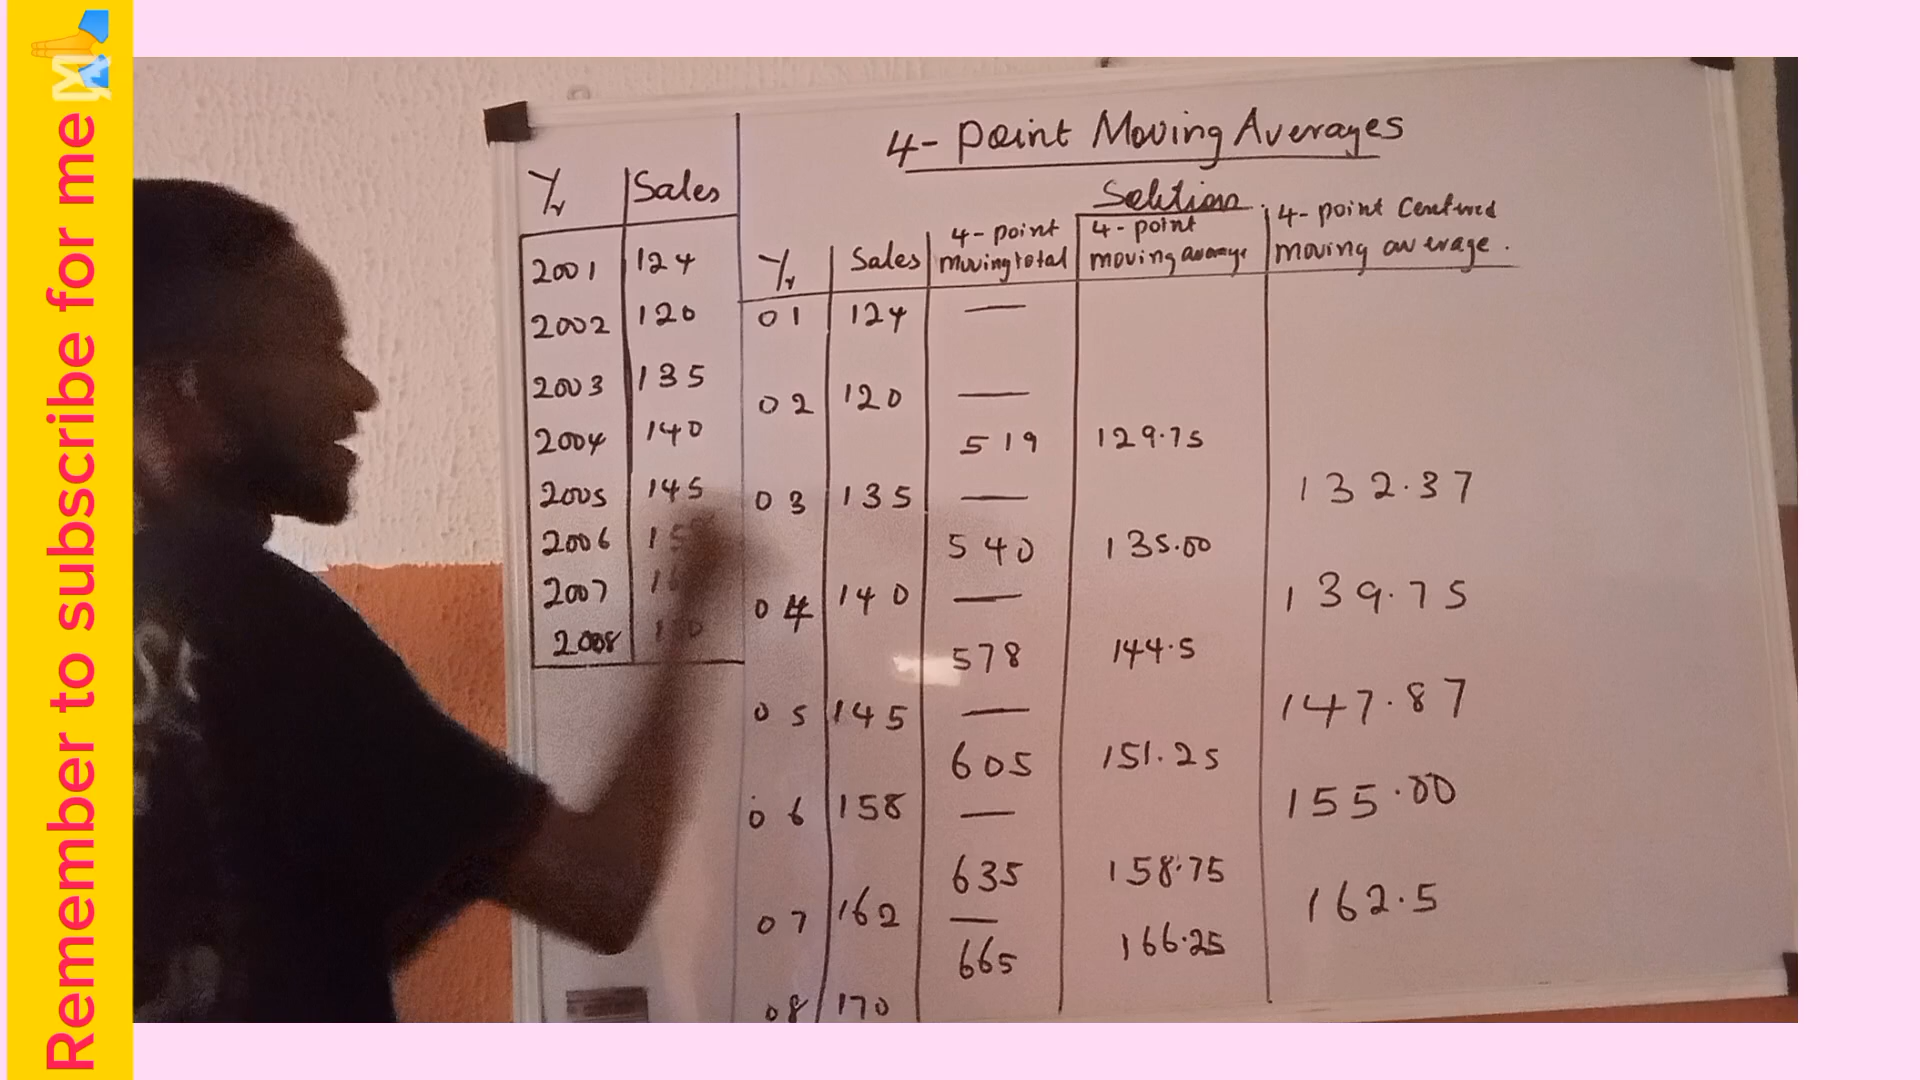 Remember to subscribe for me
4- Point Moving Averages
Yr Sales
2001 124
2002 120
2003 135
2004 140
2005 145
2006
2007
2008
Solution
Yr Sales 4-point moving total 4-point moving average 4-point Centured moving average.
01 124 —
02 120 —
519 129.75
03 135 — 132.37
540 135.00
04 140 — 139.75
578 144.5
05 145 — 147.87
605 151.25
06 158 — 155.00
635 158.75
07 162 — 162.5
665 166.25
08 170